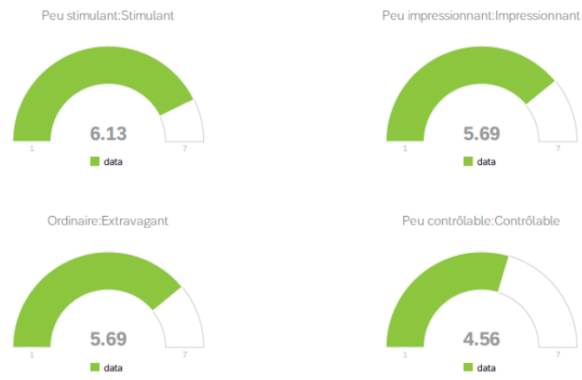 Peu stimulant:Stimulant
6.13
1
7
data
Peu impressionnant:Impressionnant
5.69
1
7
data
Ordinaire:Extravagant
5.69
1
7
data
Peu contrôlable:Contrôlable
4.56
1
7
data